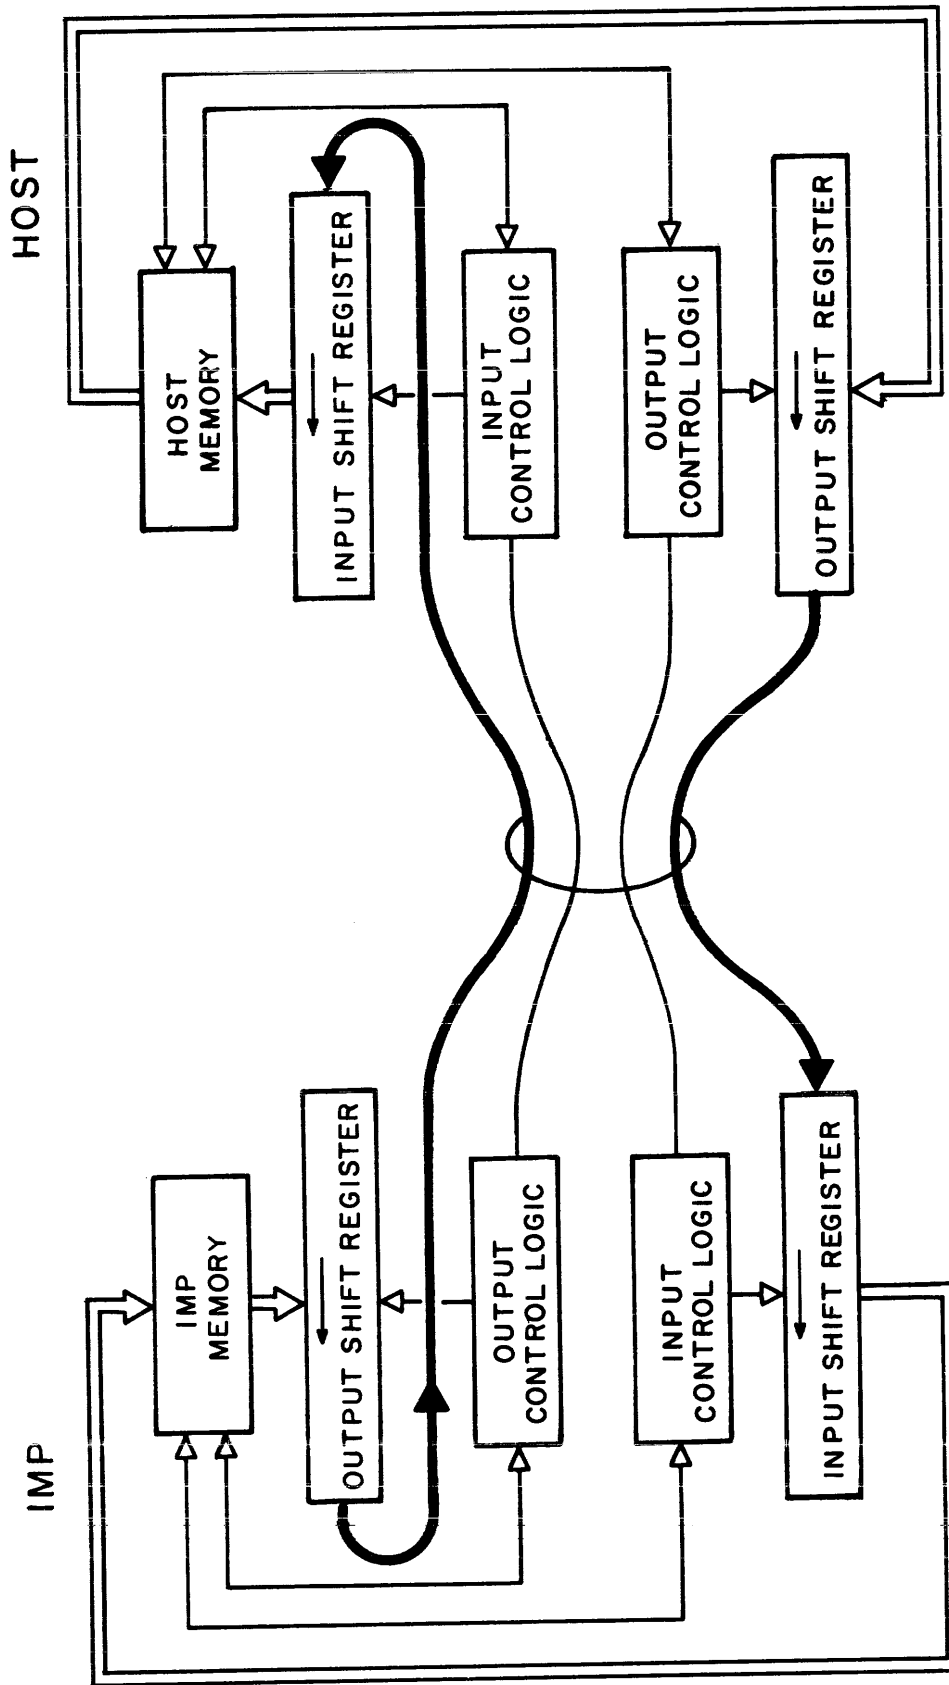 IMP
HOST
IMP
MEMORY
OUTPUT SHIFT REGISTER
OUTPUT
CONTROL LOGIC
INPUT
CONTROL LOGIC
INPUT SHIFT REGISTER
HOST
MEMORY
INPUT SHIFT REGISTER
INPUT
CONTROL LOGIC
OUTPUT
CONTROL LOGIC
OUTPUT SHIFT REGISTER